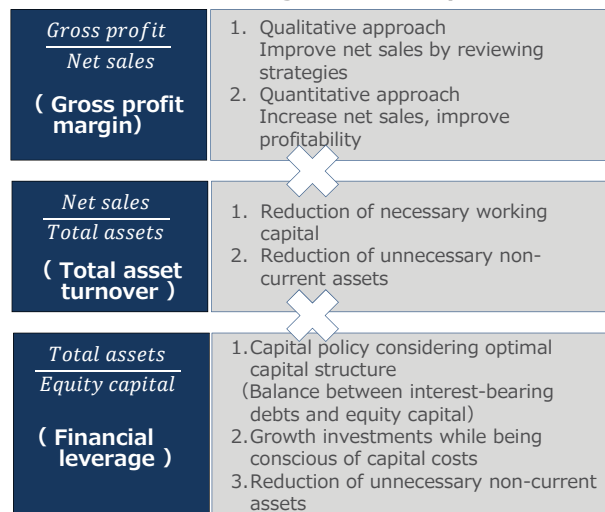 Gross profit
Net sales
( Gross profit
margin)
1. Qualitative approach
Improve net sales by reviewing
strategies
2. Quantitative approach
Increase net sales, improve
profitability
Net sales
Total assets
( Total asset
turnover )
1. Reduction of necessary working
capital
2. Reduction of unnecessary non-
current assets
Total assets
Equity capital
( Financial
leverage )
1.Capital policy considering optimal
capital structure
(Balance between interest-bearing
debts and equity capital)
2.Growth investments while being
conscious of capital costs
3.Reduction of unnecessary non-current
assets